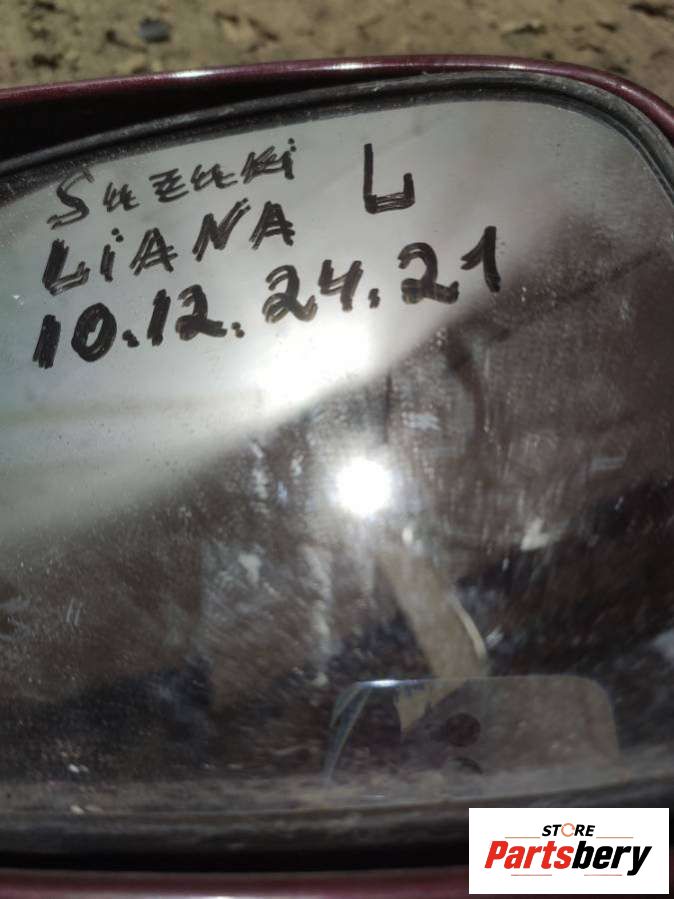 Suzuki L
LiANA
10.12.24.21
STORE
Partsbery